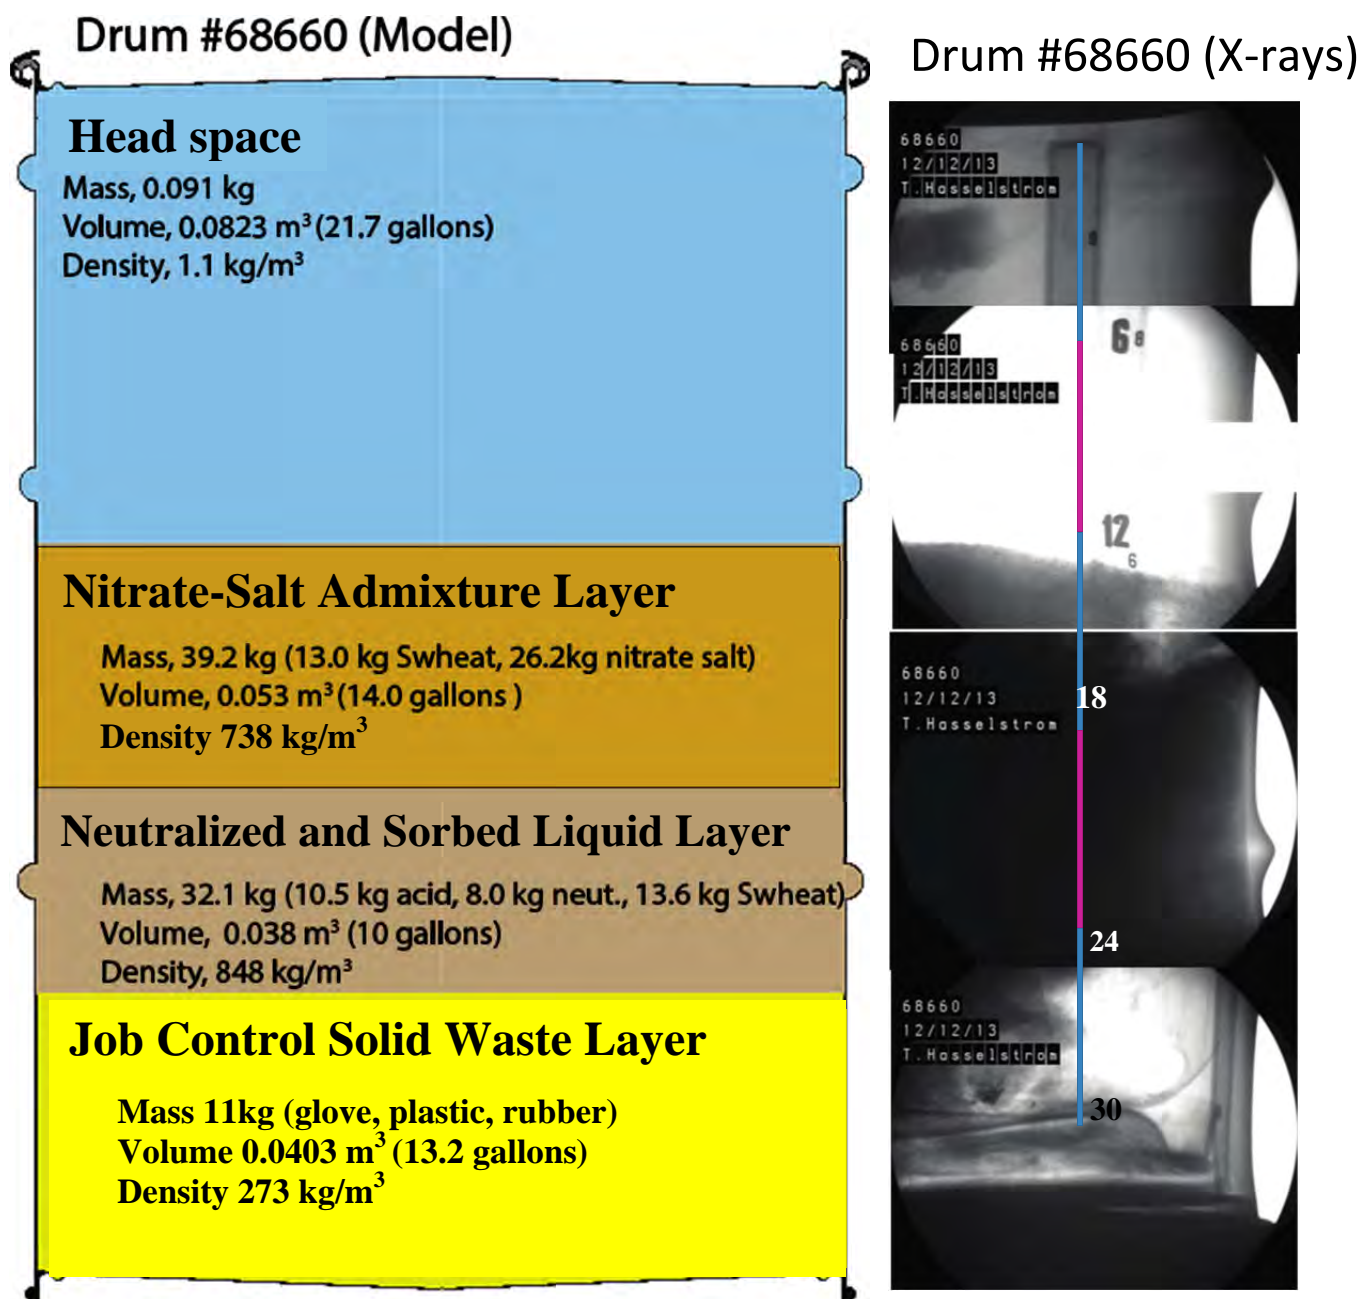 Drum #68660 (Model)
Head space
Mass, 0.091 kg
Volume, 0.0823 m³ (21.7 gallons)
Density, 1.1 kg/m³
Nitrate-Salt Admixture Layer
Mass, 39.2 kg (13.0 kg Swheat, 26.2kg nitrate salt)
Volume, 0.053 m³ (14.0 gallons )
Density 738 kg/m³
Neutralized and Sorbed Liquid Layer
Mass, 32.1 kg (10.5 kg acid, 8.0 kg neut., 13.6 kg Swheat)
Volume, 0.038 m³ (10 gallons)
Density, 848 kg/m³
Job Control Solid Waste Layer
Mass 11kg (glove, plastic, rubber)
Volume 0.0403 m³ (13.2 gallons)
Density 273 kg/m³
Drum #68660 (X-rays)
68660
12/12/13
T.Hasselstrom
68660
12/12/13
T.Hasselstrom
6 8
12
6
68660
12/12/13
T.Hasselstrom
18
24
68660
12/12/13
T.Hasselstrom
30